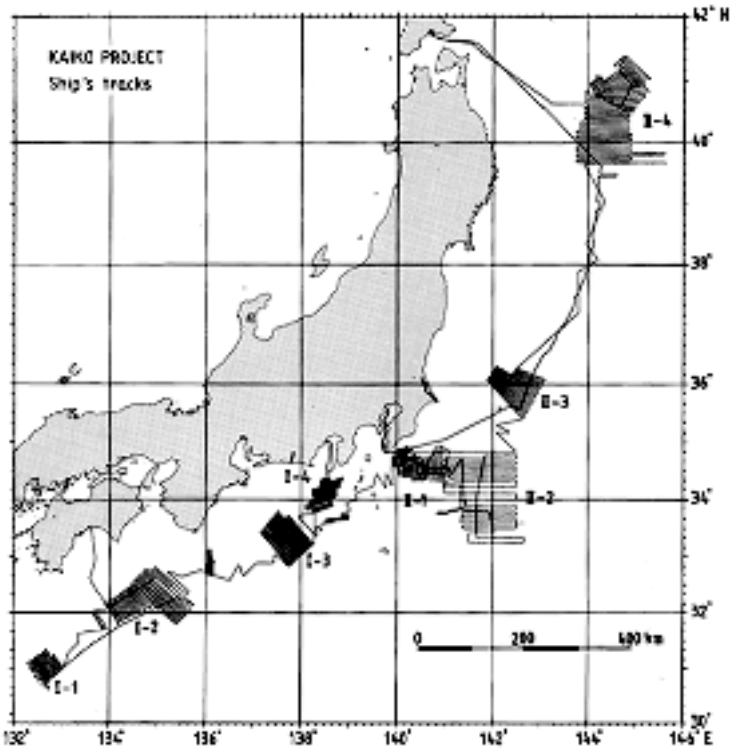 42° N
KAIKO PROJECT
Ship's tracks
II-4
40°
38°
36°
II-3
I-4
II-1
II-2
34°
I-3
32°
I-2
0 200 400 km
I-1
30°
132° 134° 136° 138° 140° 142° 144° 146° E